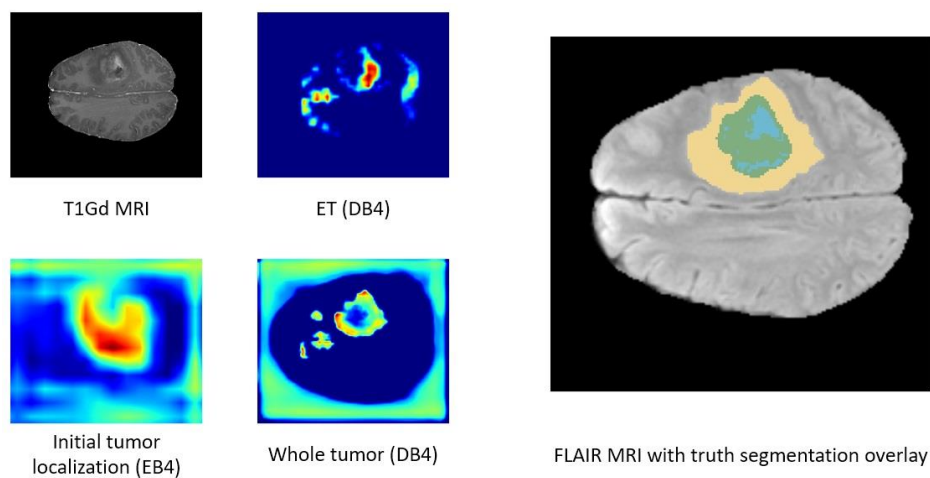 T1Gd MRI
ET (DB4)
Initial tumor
localization (EB4)
Whole tumor (DB4)
FLAIR MRI with truth segmentation overlay